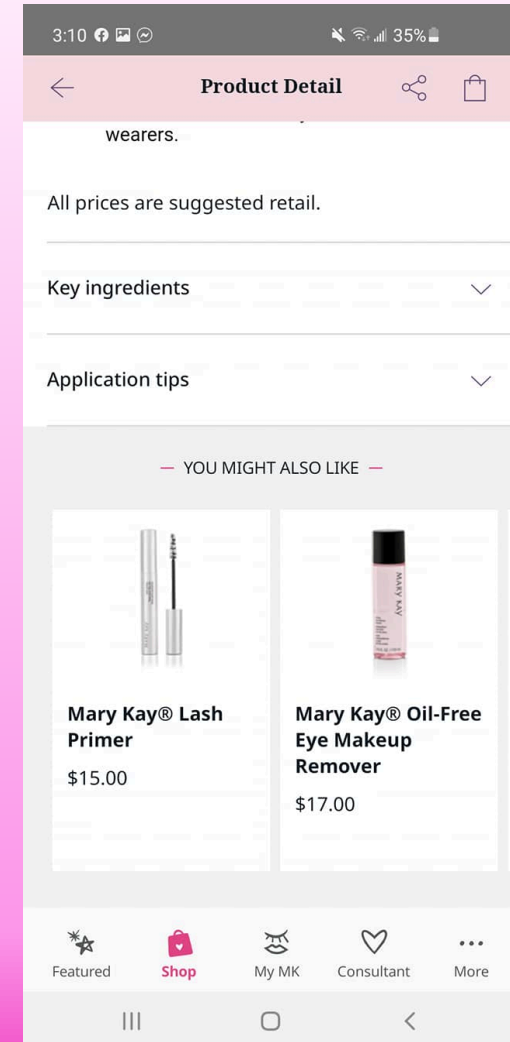 3:10
35%
Product Detail
wearers.
All prices are suggested retail.
Key ingredients
Application tips
YOU MIGHT ALSO LIKE
MARY KAY
Mary Kay® Lash
Primer
$15.00
Mary Kay® Oil-Free
Eye Makeup
Remover
$17.00
Featured
Shop
My MK
Consultant
More